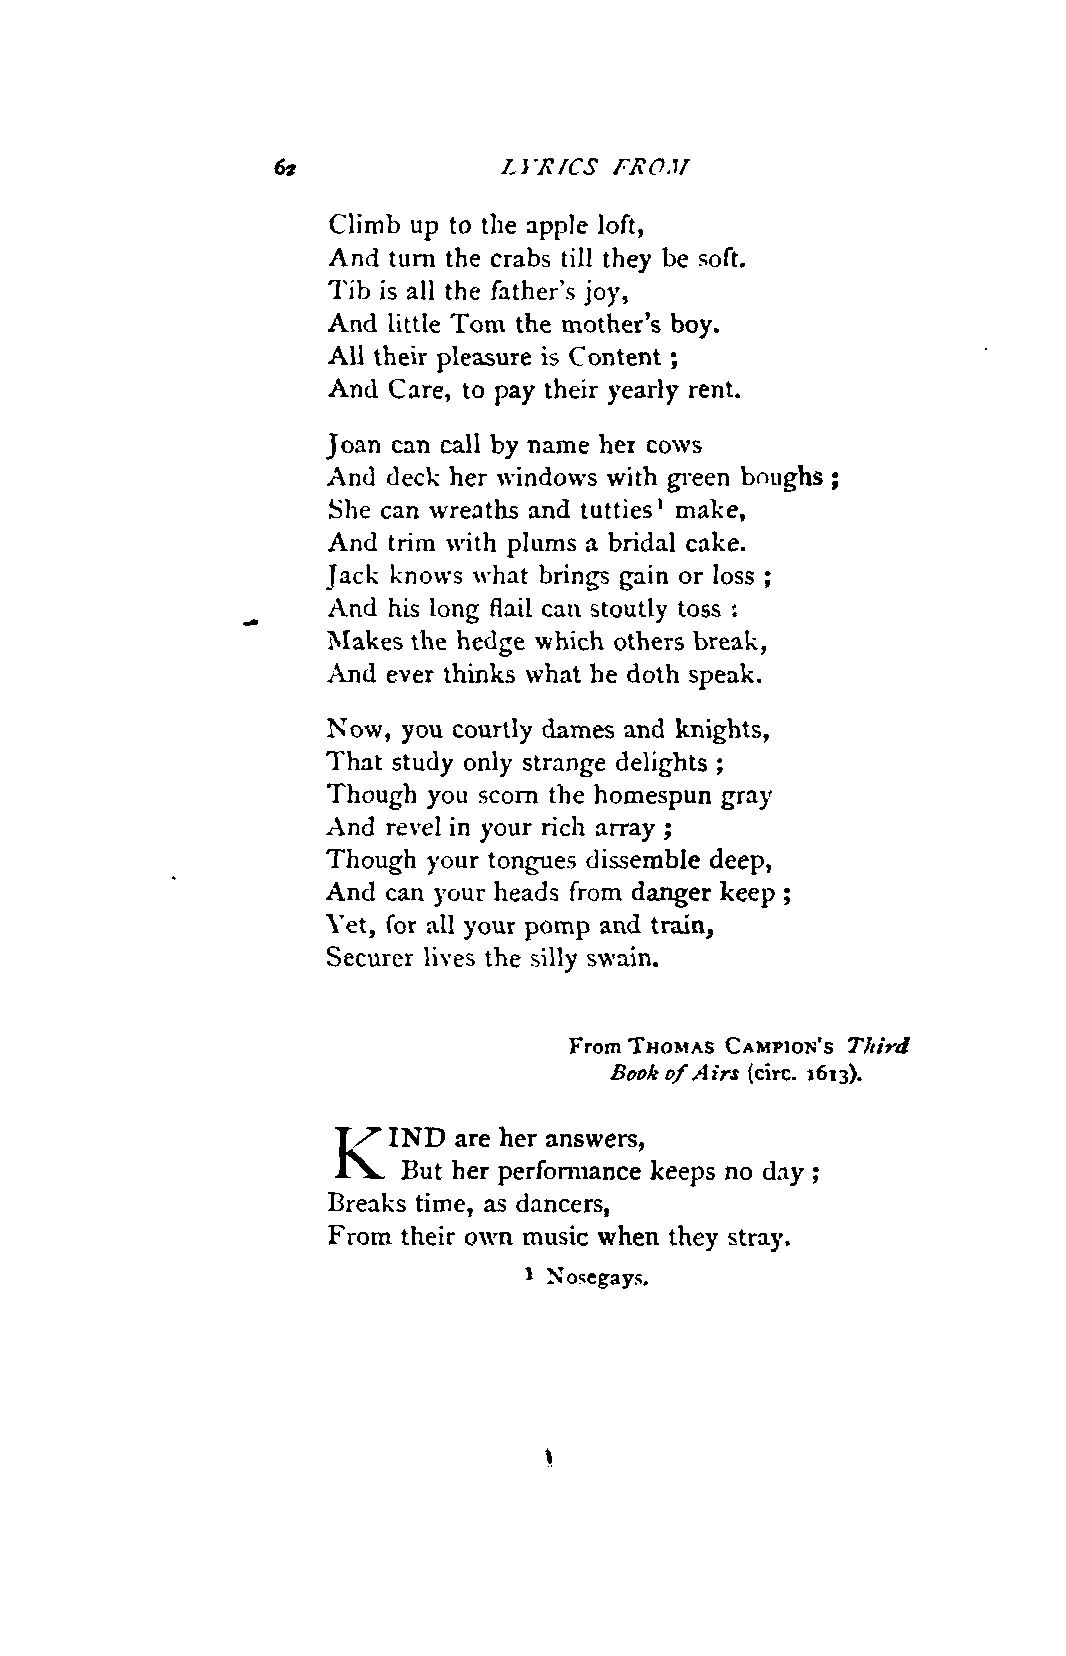 62 LYRICS FROM
Climb up to the apple loft,
And turn the crabs till they be soft.
Tib is all the father's joy,
And little Tom the mother's boy.
All their pleasure is Content ;
And Care, to pay their yearly rent.
Joan can call by name her cows
And deck her windows with green boughs ;
She can wreaths and tutties¹ make,
And trim with plums a bridal cake.
Jack knows what brings gain or loss ;
And his long flail can stoutly toss :
Makes the hedge which others break,
And ever thinks what he doth speak.
Now, you courtly dames and knights,
That study only strange delights ;
Though you scorn the homespun gray
And revel in your rich array ;
Though your tongues dissemble deep,
And can your heads from danger keep ;
Yet, for all your pomp and train,
Securer lives the silly swain.
From THOMAS CAMPION'S Third
Book of Airs (circ. 1613).
KIND are her answers,
But her performance keeps no day ;
Breaks time, as dancers,
From their own music when they stray.
¹ Nosegays.